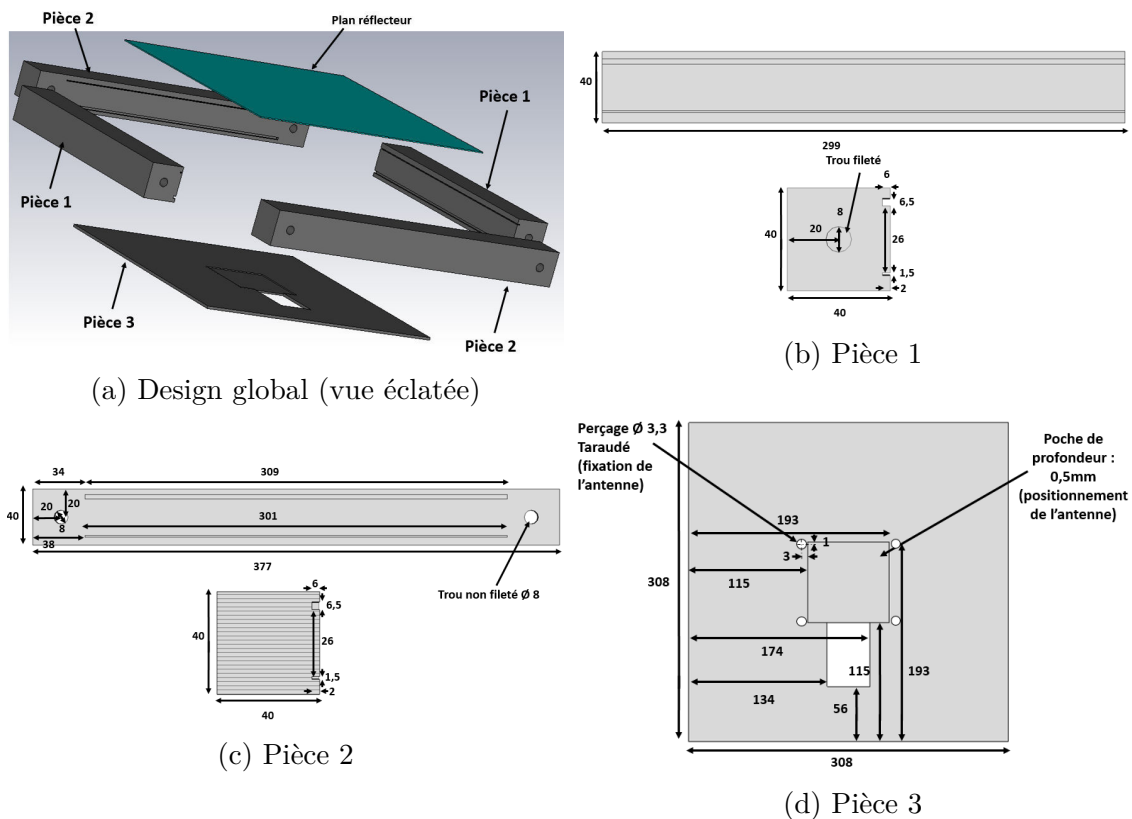 Pièce 2
Plan réflecteur
Pièce 1
Pièce 1
Pièce 3
Pièce 2
(a) Design global (vue éclatée)
40
299
Trou fileté
6
6,5
8
20
40
26
1,5
2
40
(b) Pièce 1
34
309
20
20
40
8
301
38
377
Trou non fileté Ø 8
6
6,5
40
26
1,5
2
40
(c) Pièce 2
Perçage Ø 3,3
Taraudé
(fixation de
l'antenne)
Poche de
profondeur :
0,5mm
(positionnement
de l'antenne)
193
1
3
115
308
174
115
193
134
56
308
(d) Pièce 3